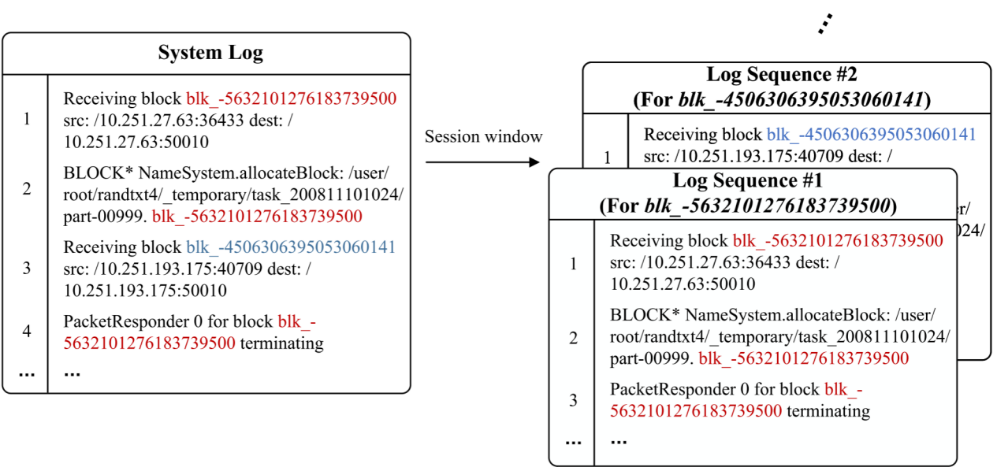 System Log
1
Receiving block blk_-5632101276183739500
src: /10.251.27.63:36433 dest: /
10.251.27.63:50010
2
BLOCK* NameSystem.allocateBlock: /user/
root/randtxt4/_temporary/task_200811101024/
part-00999. blk_-5632101276183739500
3
Receiving block blk_-4506306395053060141
src: /10.251.193.175:40709 dest: /
10.251.193.175:50010
4
PacketResponder 0 for block blk_-
5632101276183739500 terminating
... ...
Session window
Log Sequence #2
(For blk_-4506306395053060141)
1
Receiving block blk_-4506306395053060141
src: /10.251.193.175:40709 dest: /
Log Sequence #1
(For blk_-5632101276183739500)
1
Receiving block blk_-5632101276183739500
src: /10.251.27.63:36433 dest: /
10.251.27.63:50010
2
BLOCK* NameSystem.allocateBlock: /user/
root/randtxt4/_temporary/task_200811101024/
part-00999. blk_-5632101276183739500
3
PacketResponder 0 for block blk_-
5632101276183739500 terminating
... ...